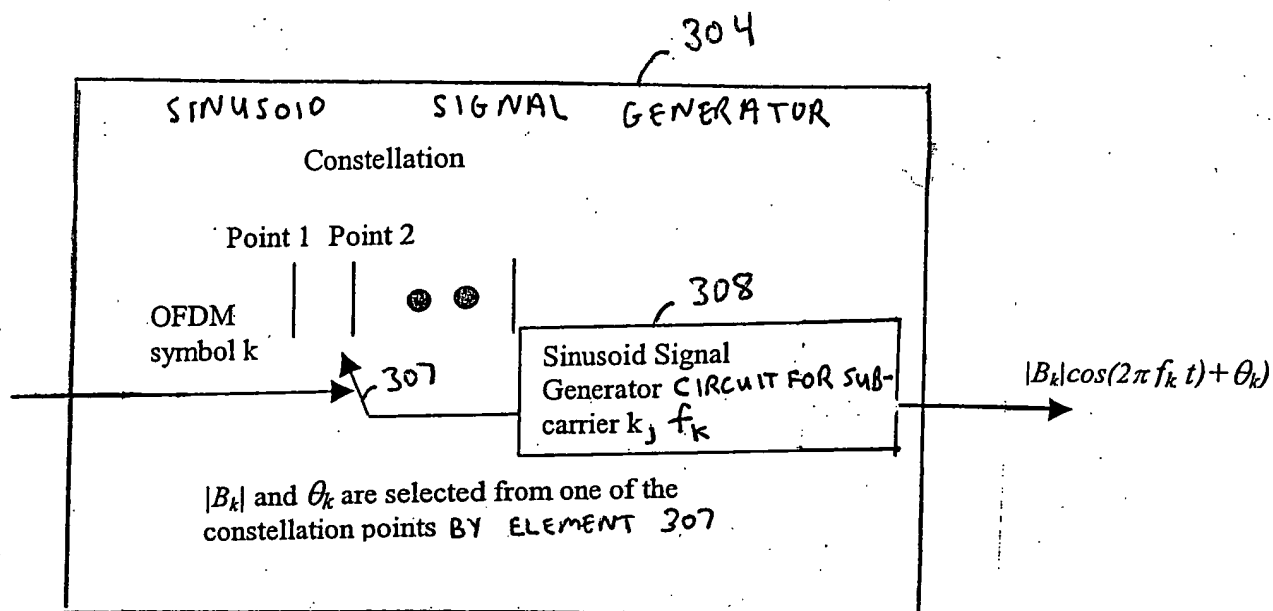 304
SINUSOID SIGNAL GENERATOR
Constellation
Point 1 Point 2
OFDM
symbol k
307
308
Sinusoid Signal
Generator CIRCUIT FOR SUB-
carrier k, f_k
|B_k|cos(2π f_k t)+θ_k)
|B_k| and θ_k are selected from one of the
constellation points BY ELEMENT 307